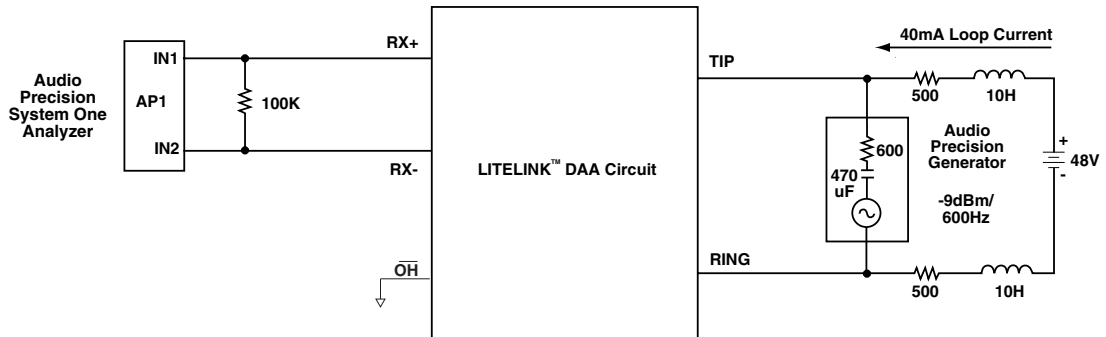 40mA Loop Current
RX+
TIP
IN1
Audio
Precision
System One
Analyzer
AP1
100K
500
10H
IN2
600
470
uF
Audio
Precision
Generator
+
48V
-
RX-
LITELINK™ DAA Circuit
-9dBm/
600Hz
OH
RING
500
10H